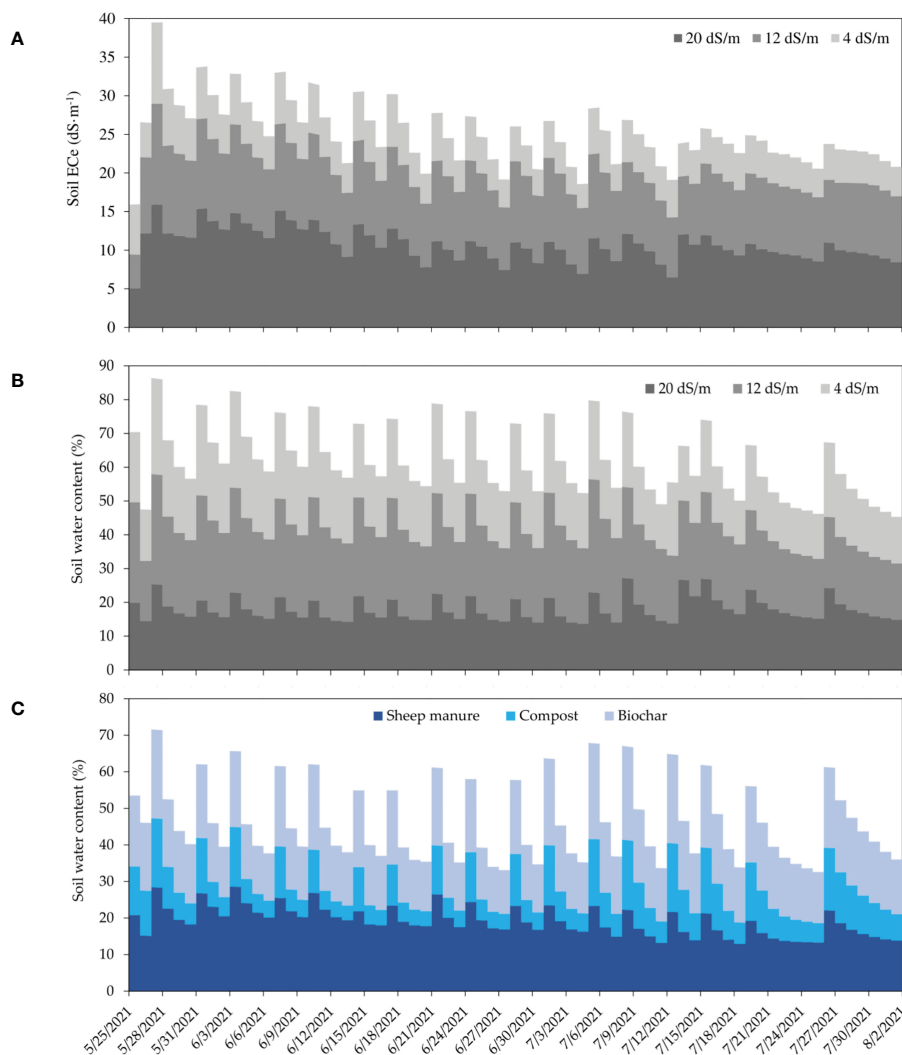 A
Soil ECe (dS·m⁻¹)
40
35
30
25
20
15
10
5
0
20 dS/m 12 dS/m 4 dS/m
B
Soil water content (%)
90
80
70
60
50
40
30
20
10
0
20 dS/m 12 dS/m 4 dS/m
C
Soil water content (%)
80
70
60
50
40
30
20
10
0
Sheep manure Compost Biochar
5/25/2021 5/28/2021 5/31/2021 6/3/2021 6/6/2021 6/9/2021 6/12/2021 6/15/2021 6/18/2021 6/21/2021 6/24/2021 6/27/2021 6/30/2021 7/3/2021 7/6/2021 7/9/2021 7/12/2021 7/15/2021 7/18/2021 7/21/2021 7/24/2021 7/27/2021 7/30/2021 8/2/2021